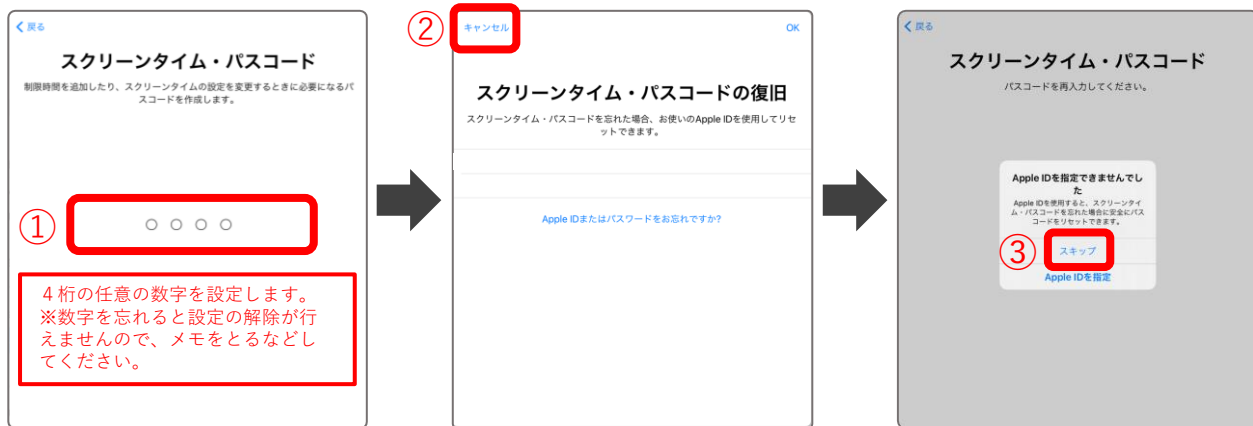 戻る
スクリーンタイム・パスコード
制限時間を追加したり、スクリーンタイムの設定を変更するときに必要になるパ
スコードを作成します。
①
４桁の任意の数字を設定します。
※数字を忘れると設定の解除が行
えませんので、メモをとるなどし
てください。
②
キャンセル
OK
スクリーンタイム・パスコードの復旧
スクリーンタイム・パスコードを忘れた場合、お使いのApple IDを使用してリセ
ットできます。
Apple IDまたはパスワードをお忘れですか?
戻る
スクリーンタイム・パスコード
パスコードを再入力してください。
Apple IDを指定できませんでし
た
Apple IDを使用すると、スクリーンタイ
ム・パスコードを忘れた場合に安全にパス
コードをリセットできます。
③
スキップ
Apple IDを指定